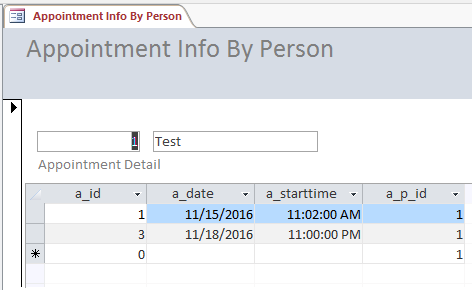 Appointment Info By Person
Appointment Info By Person
1 Test
Appointment Detail
a_id a_date a_starttime a_p_id
1 11/15/2016 11:02:00 AM 1
3 11/18/2016 11:00:00 PM 1
0 1